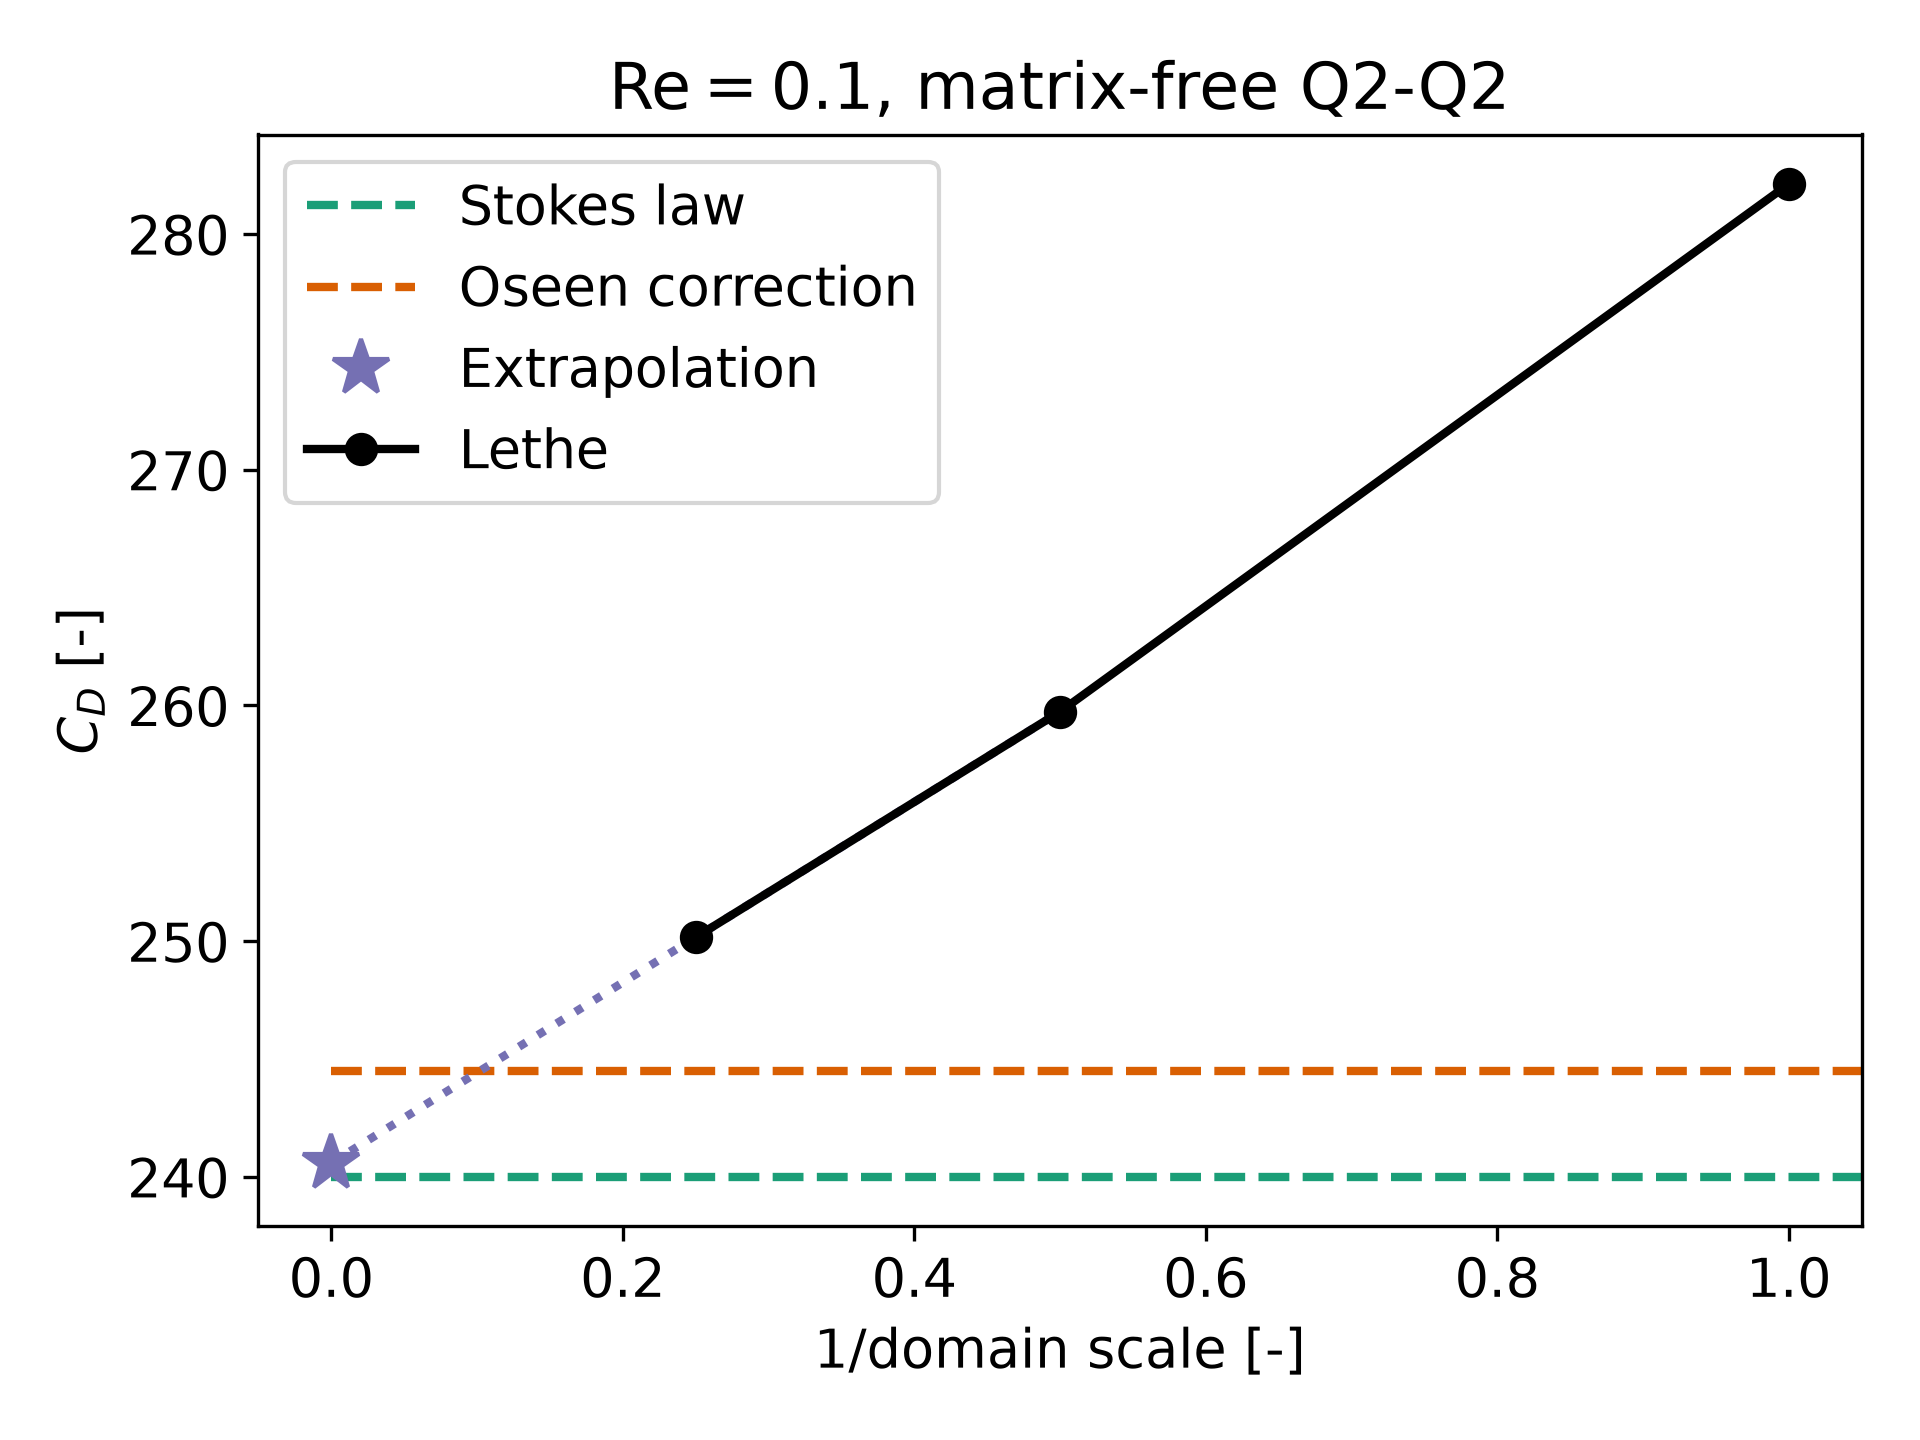 Re = 0.1, matrix-free Q2-Q2
Stokes law
Oseen correction
Extrapolation
Lethe
280
270
260
250
240
C_D [-]
0.0 0.2 0.4 0.6 0.8 1.0
1/domain scale [-]